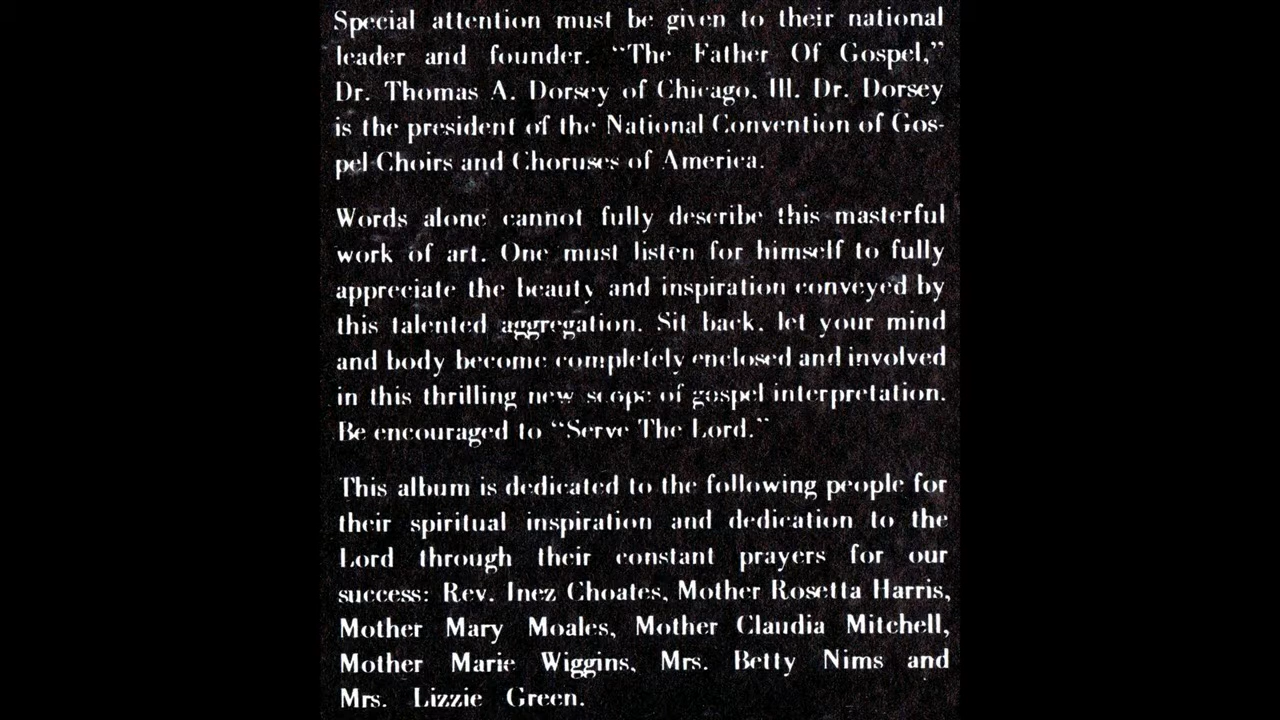 Special attention must be given to their national
leader and founder. “The Father Of Gospel,”
Dr. Thomas A. Dorsey of Chicago, Ill. Dr. Dorsey
is the president of the National Convention of Gos-
pel Choirs and Choruses of America.
Words alone cannot fully describe this masterful
work of art. One must listen for himself to fully
appreciate the beauty and inspiration conveyed by
this talented aggregation. Sit back, let your mind
and body become completely enclosed and involved
in this thrilling new scope of gospel interpretation.
Be encouraged to “Serve The Lord.”
This album is dedicated to the following people for
their spiritual inspiration and dedication to the
Lord through their constant prayers for our
success: Rev. Inez Choates, Mother Rosetta Harris,
Mother Mary Moales, Mother Claudia Mitchell,
Mother Marie Wiggins, Mrs. Betty Nims and
Mrs. Lizzie Green.